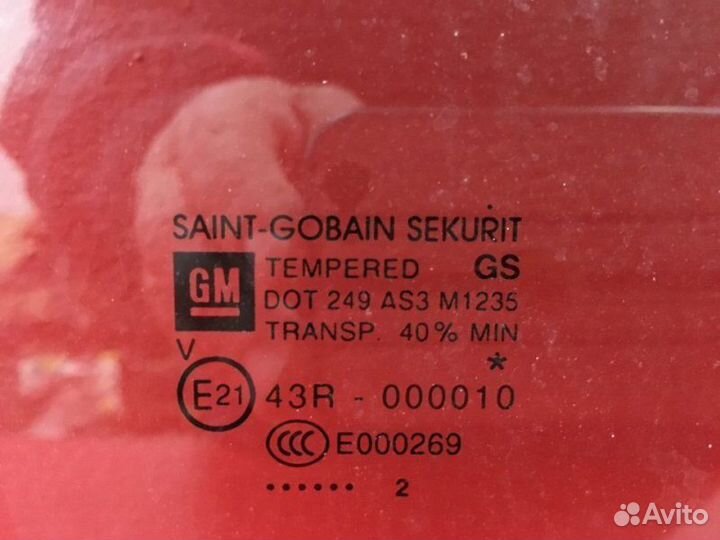 SAINT-GOBAIN SEKURIT
GM TEMPERED GS
DOT 249 AS3 M1235
TRANSP. 40% MIN
V *
E21 43R - 000010
CCC E000269
...... 2
Avito